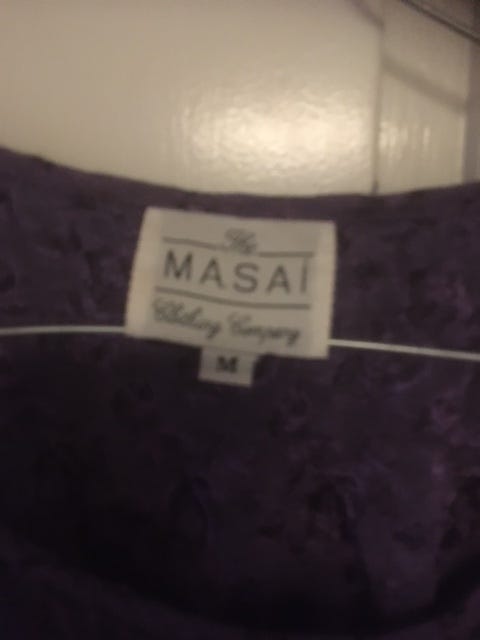 The
MASAI
Clothing Company
M